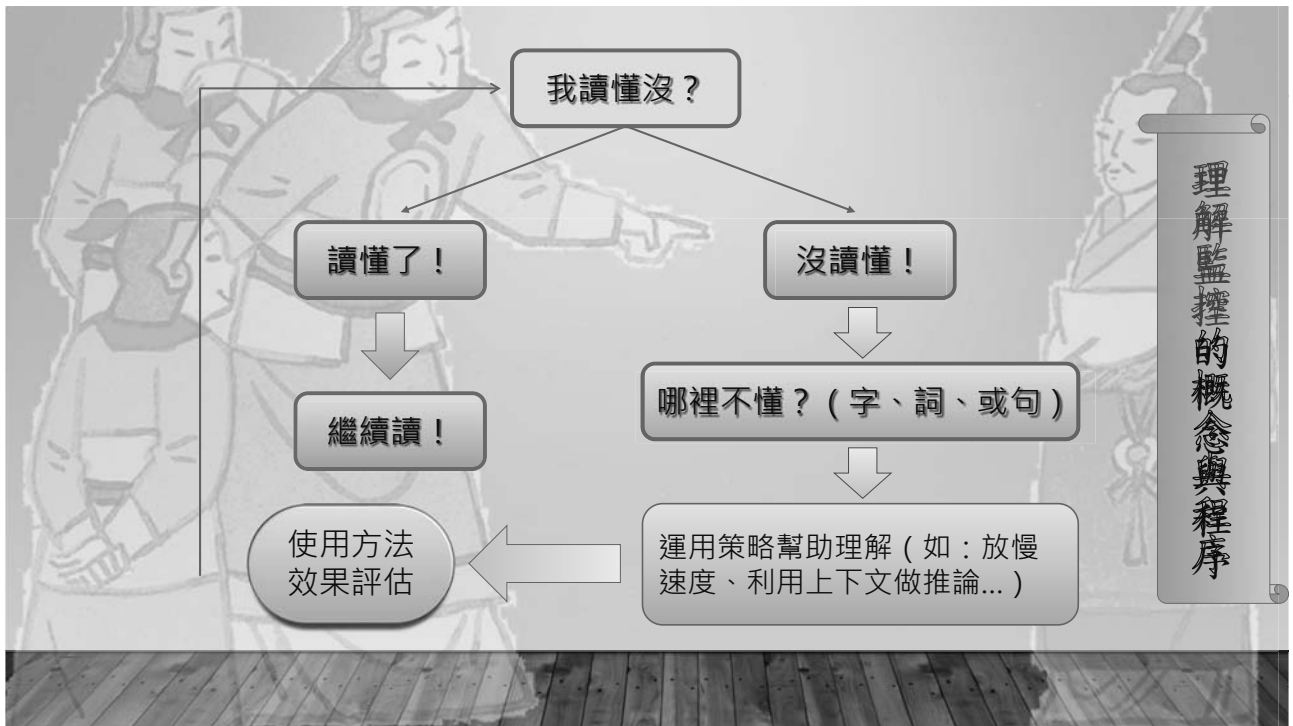 我讀懂沒？
讀懂了！
沒讀懂！
繼續讀！
哪裡不懂？（字、詞、或句）
使用方法
效果評估
運用策略幫助理解（如：放慢
速度、利用上下文做推論...）
理解監控的概念與程序